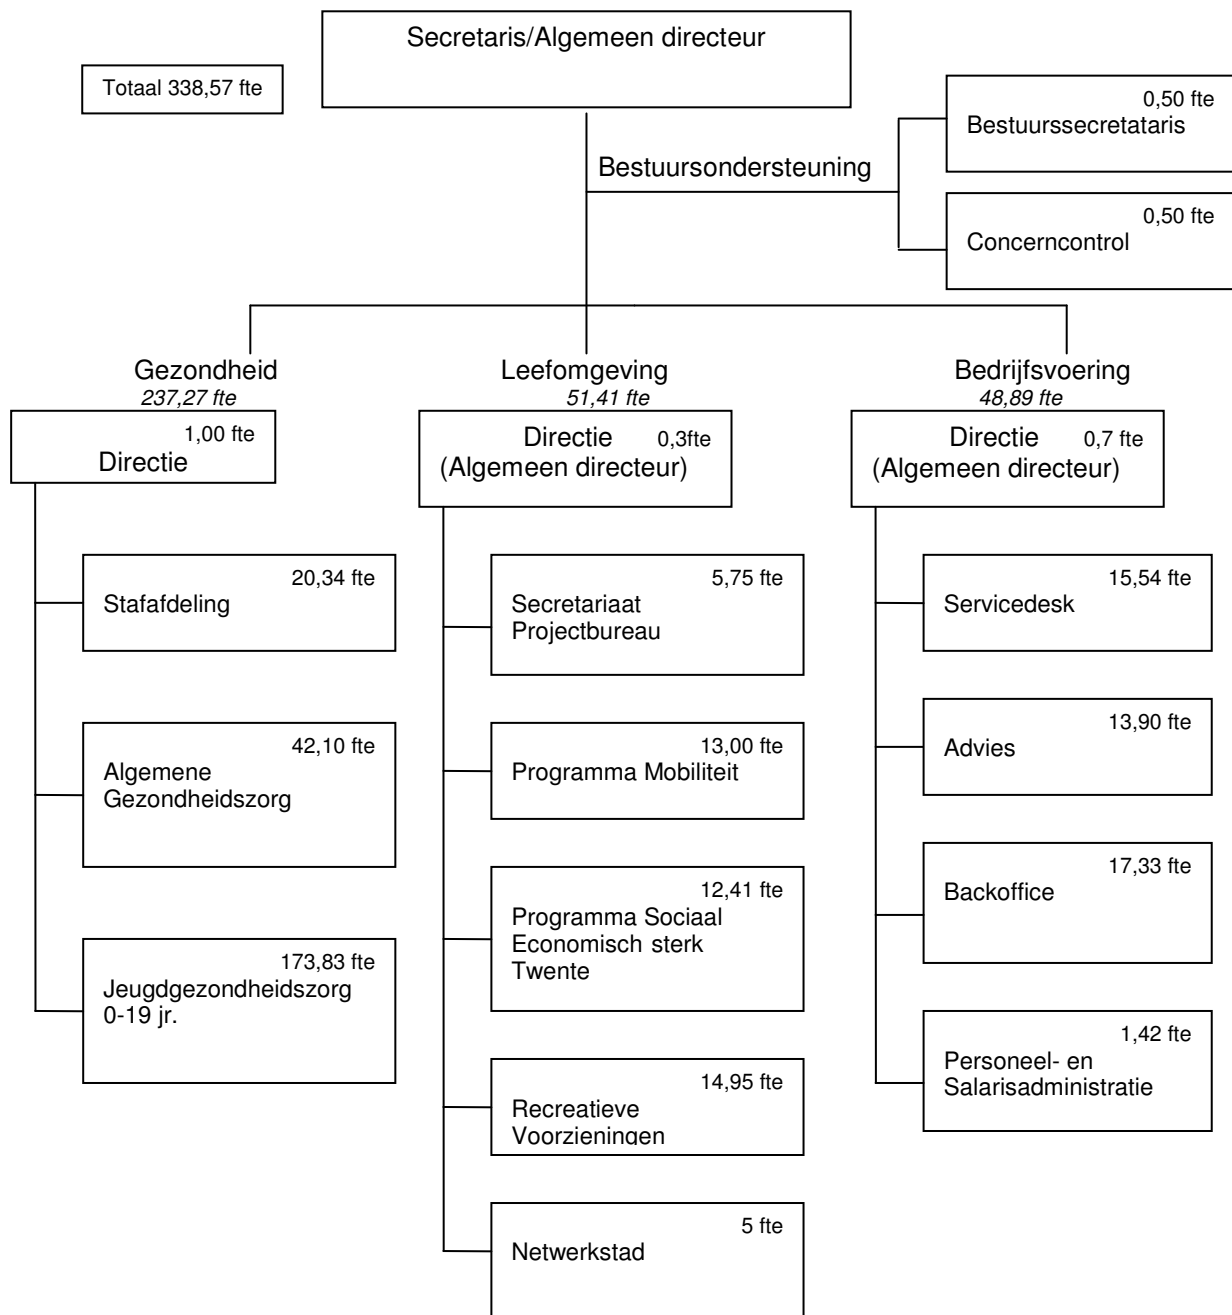 Secretaris/Algemeen directeur
Totaal 338,57 fte
0,50 fte
Bestuurssecretataris
Bestuursondersteuning
0,50 fte
Concerncontrol
Gezondheid
237,27 fte
1,00 fte
Directie
20,34 fte
Stafafdeling
42,10 fte
Algemene
Gezondheidszorg
173,83 fte
Jeugdgezondheidszorg
0-19 jr.
Leefomgeving
51,41 fte
Directie 0,3fte
(Algemeen directeur)
5,75 fte
Secretariaat
Projectbureau
13,00 fte
Programma Mobiliteit
12,41 fte
Programma Sociaal
Economisch sterk
Twente
14,95 fte
Recreatieve
Voorzieningen
5 fte
Netwerkstad
Bedrijfsvoering
48,89 fte
Directie 0,7 fte
(Algemeen directeur)
15,54 fte
Servicedesk
13,90 fte
Advies
17,33 fte
Backoffice
1,42 fte
Personeel- en
Salarisadministratie